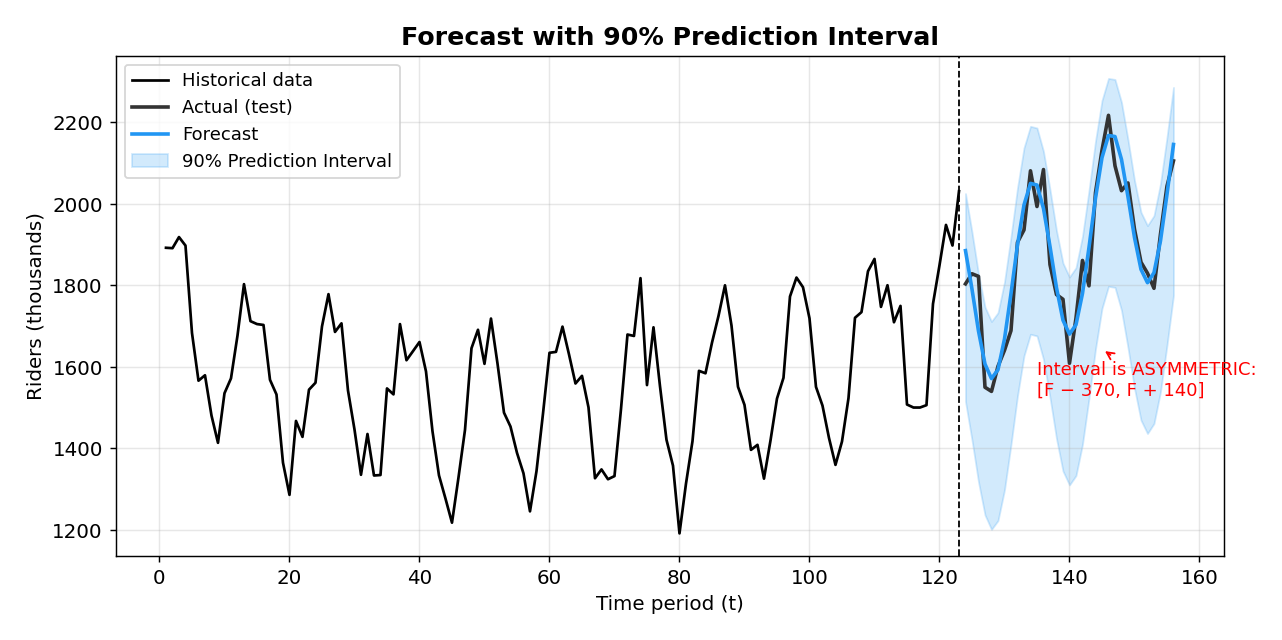 Forecast with 90% Prediction Interval
Historical data
Actual (test)
Forecast
90% Prediction Interval
Riders (thousands)
2200
2000
1800
1600
1400
1200
Interval is ASYMMETRIC:
[F − 370, F + 140]
0 20 40 60 80 100 120 140 160
Time period (t)